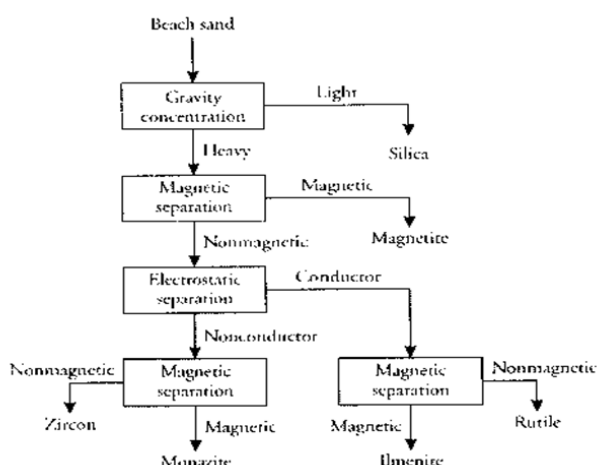 Beach sand
Gravity
concentration
Light
Heavy
Silica
Magnetic
separation
Magnetic
Nonmagnetic
Magnetite
Electrostatic
separation
Conductor
Nonconductor
Nonmagnetic
Magnetic
separation
Magnetic
separation
Nonmagnetic
Zircon
Magnetic
Magnetic
Rutile
Monazite
Ilmenite